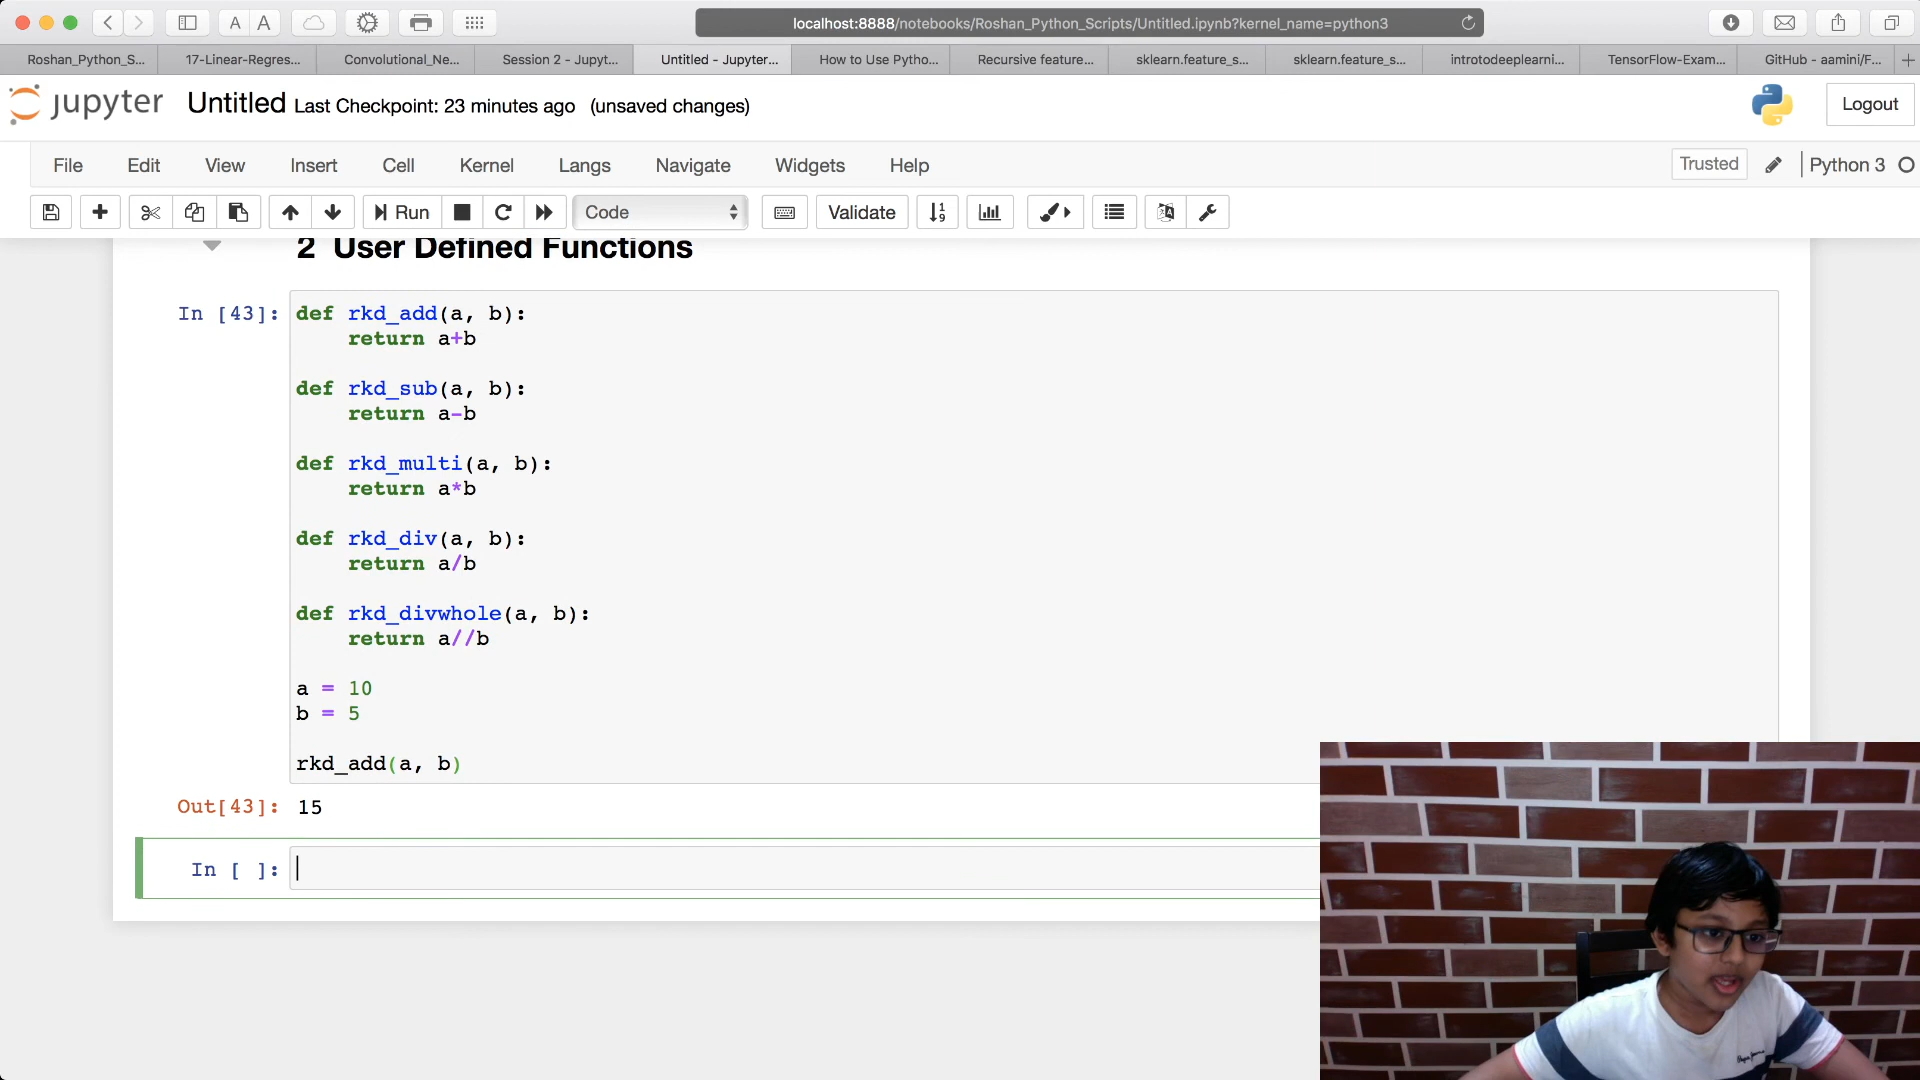 localhost:8888/notebooks/Roshan_Python_Scripts/Untitled.ipynb?kernel_name=python3
Roshan_Python_S... 17-Linear-Regres... Convolutional_Ne... Session 2 - Jupyt... Untitled - Jupyter... How to Use Pytho... Recursive feature... sklearn.feature_s... sklearn.feature_s... introtodeeplearni... TensorFlow-Exam... GitHub - aamini/F...
jupyter Untitled Last Checkpoint: 23 minutes ago (unsaved changes) Logout
File Edit View Insert Cell Kernel Langs Navigate Widgets Help Trusted Python 3
Run Code Validate
2 User Defined Functions
In [43]: def rkd_add(a, b):
return a+b
def rkd_sub(a, b):
return a-b
def rkd_multi(a, b):
return a*b
def rkd_div(a, b):
return a/b
def rkd_divwhole(a, b):
return a//b
a = 10
b = 5
rkd_add(a, b)
Out[43]: 15
In [ ]: